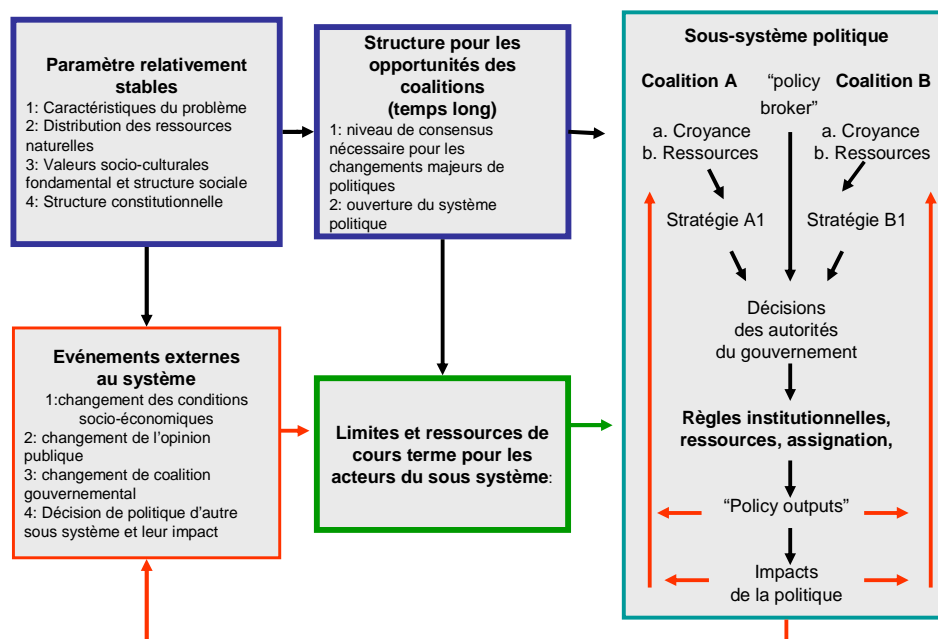 Paramètre relativement
stables
1: Caractéristiques du problème
2: Distribution des ressources
naturelles
3: Valeurs socio-culturales
fondamental et structure sociale
4: Structure constitutionnelle
Structure pour les
opportunités des
coalitions
(temps long)
1: niveau de consensus
nécessaire pour les
changements majeurs de
politiques
2: ouverture du système
politique
Evénements externes
au système
1:changement des conditions
socio-économiques
2: changement de l'opinion
publique
3: changement de coalition
gouvernemental
4: Décision de politique d'autre
sous système et leur impact
Limites et ressources de
cours terme pour les
acteurs du sous système:
Sous-système politique
Coalition A “policy Coalition B
broker”
a. Croyance a. Croyance
b. Ressources b. Ressources
Stratégie A1 Stratégie B1
Décisions
des autorités
du gouvernement
Règles institutionnelles,
ressources, assignation,
“Policy outputs”
Impacts
de la politique